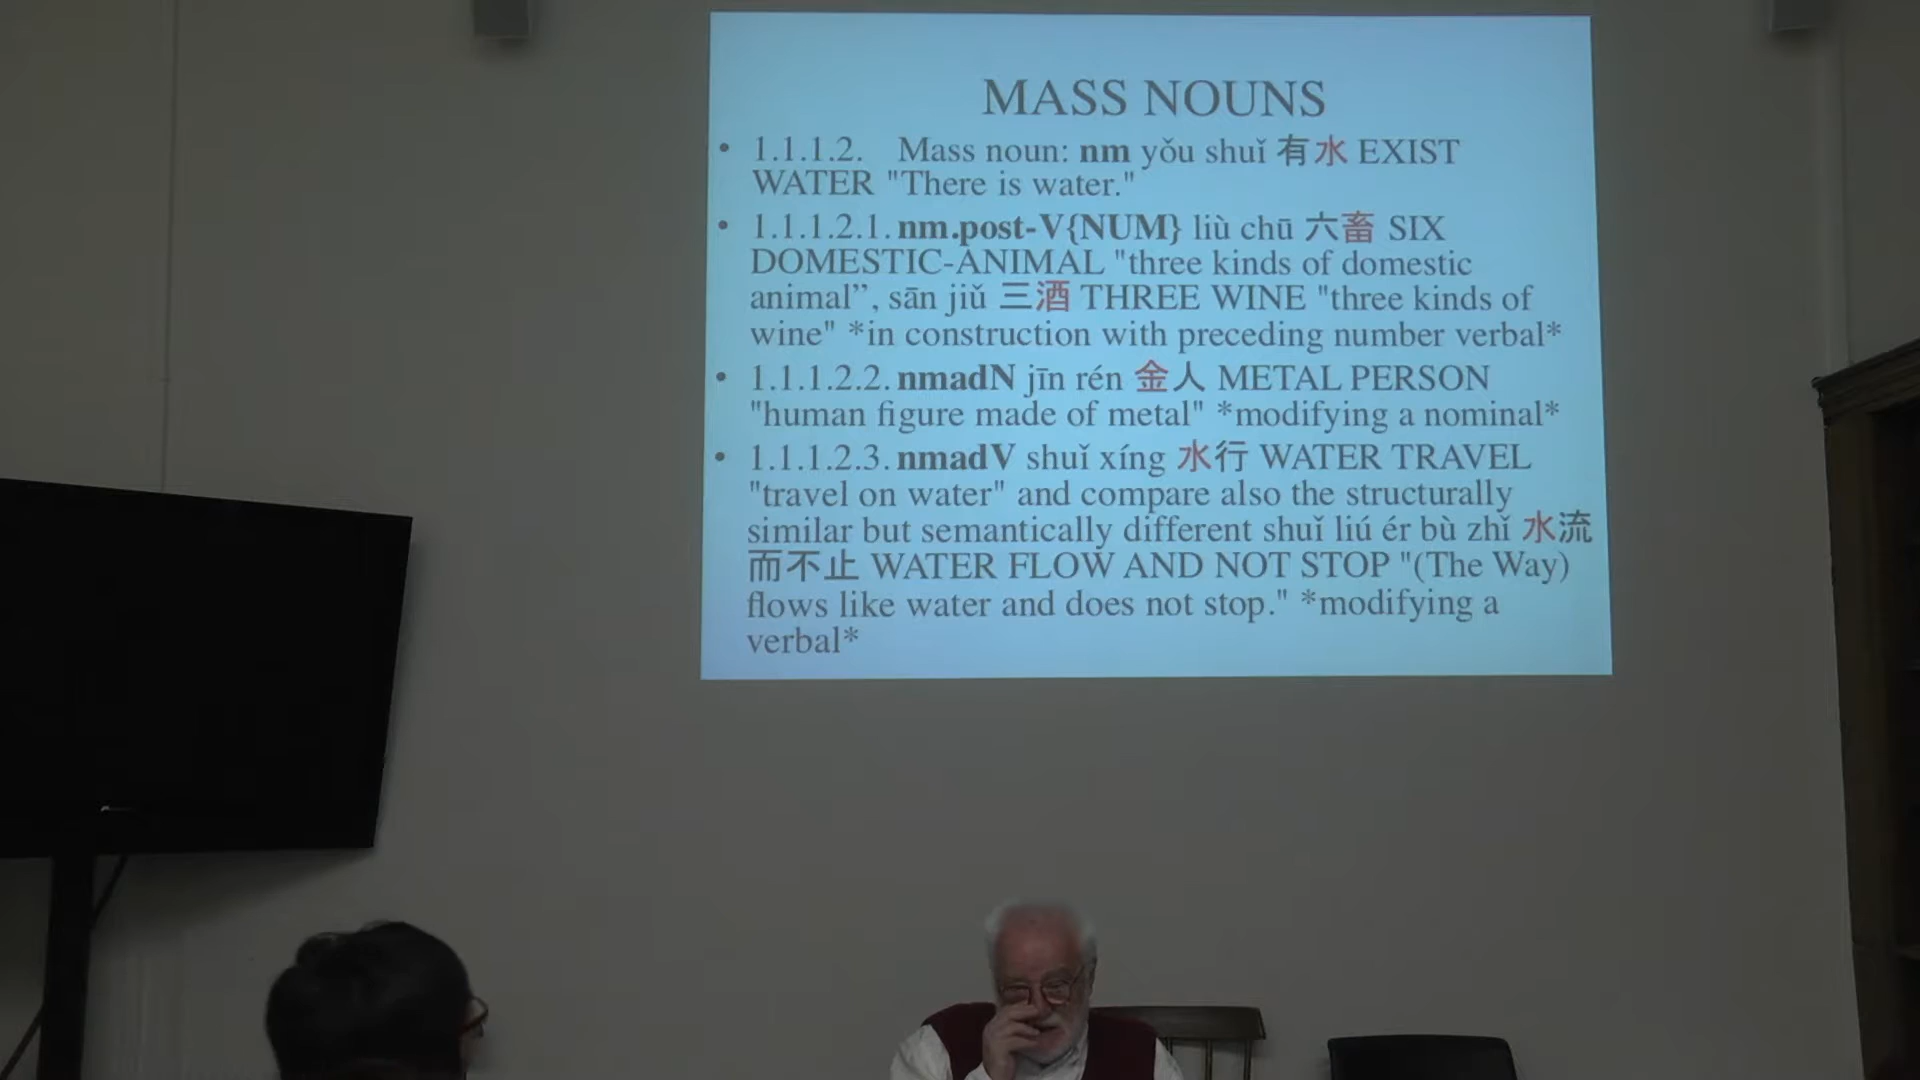 MASS NOUNS
• 1.1.1.2. Mass noun: nm yǒu shuǐ 有水 EXIST
WATER "There is water."
• 1.1.1.2.1. nm.post-V{NUM} liù chū 六畜 SIX
DOMESTIC-ANIMAL "three kinds of domestic
animal”, sān jiǔ 三酒 THREE WINE "three kinds of
wine" *in construction with preceding number verbal*
• 1.1.1.2.2. nmadN jīn rén 金人 METAL PERSON
"human figure made of metal" *modifying a nominal*
• 1.1.1.2.3. nmadV shuǐ xíng 水行 WATER TRAVEL
"travel on water" and compare also the structurally
similar but semantically different shuǐ liú ér bù zhǐ 水流
而不止 WATER FLOW AND NOT STOP "(The Way)
flows like water and does not stop." *modifying a
verbal*